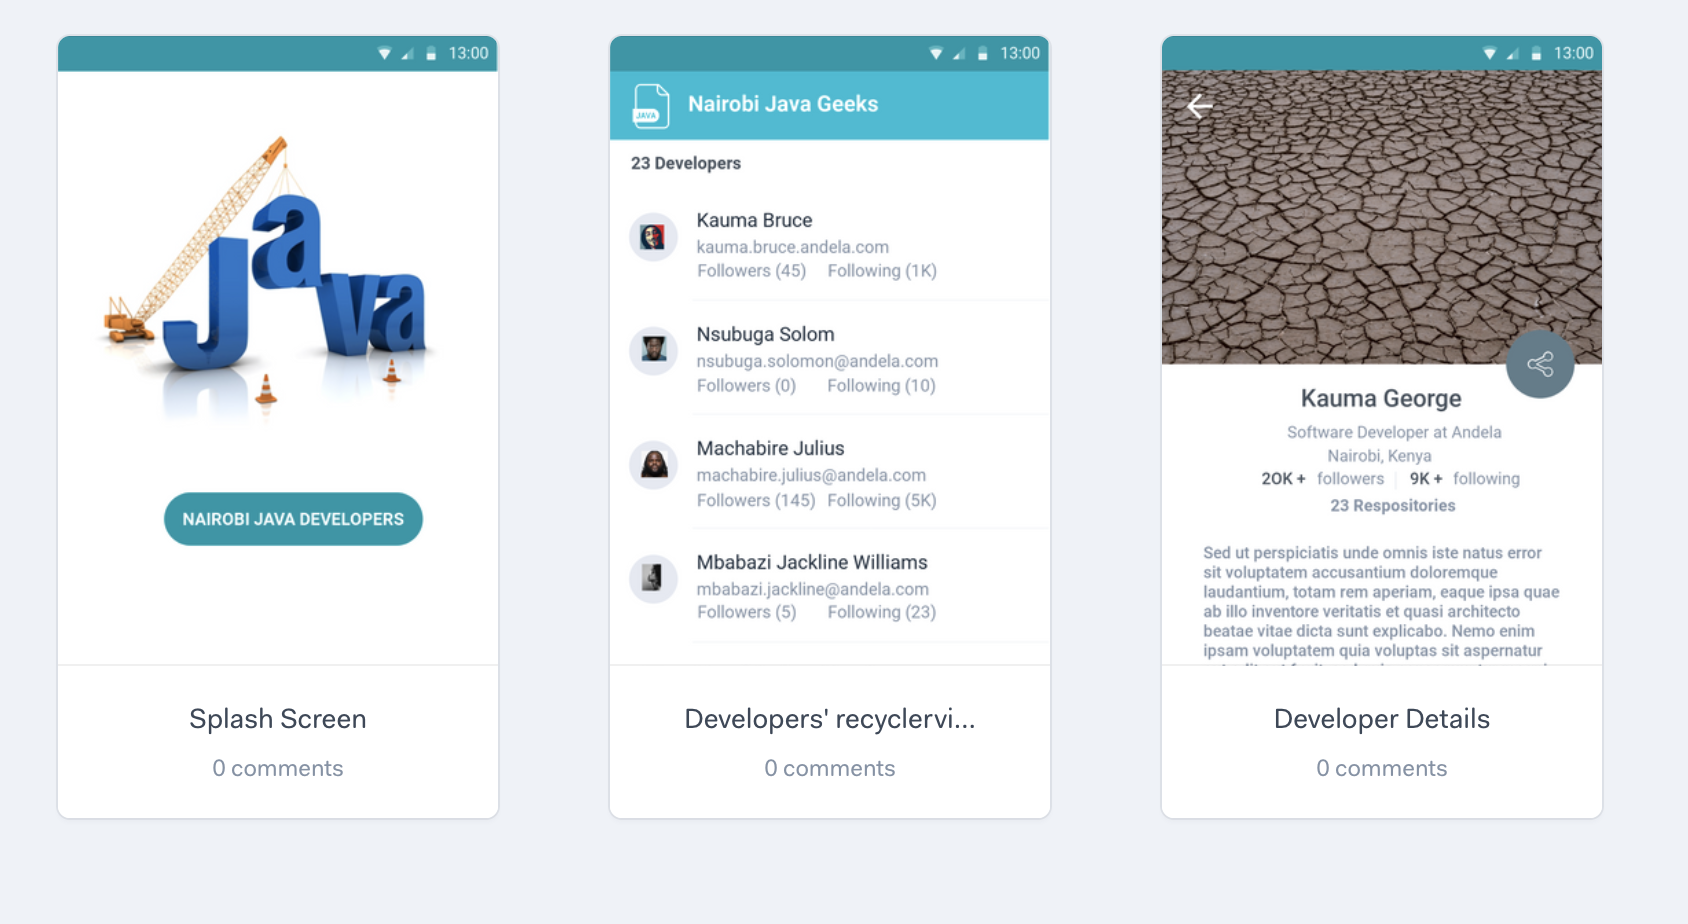 13:00
Java
NAIROBI JAVA DEVELOPERS
Splash Screen
0 comments
13:00
JAVA
Nairobi Java Geeks
23 Developers
Kauma Bruce
kauma.bruce.andela.com
Followers (45) Following (1K)
Nsubuga Solom
nsubuga.solomon@andela.com
Followers (0) Following (10)
Machabire Julius
machabire.julius@andela.com
Followers (145) Following (5K)
Mbabazi Jackline Williams
mbabazi.jackline@andela.com
Followers (5) Following (23)
Developers' recyclervi...
0 comments
13:00
Kauma George
Software Developer at Andela
Nairobi, Kenya
20K + followers 9K + following
23 Respositories
Sed ut perspiciatis unde omnis iste natus error
sit voluptatem accusantium doloremque
laudantium, totam rem aperiam, eaque ipsa quae
ab illo inventore veritatis et quasi architecto
beatae vitae dicta sunt explicabo. Nemo enim
ipsam voluptatem quia voluptas sit aspernatur
Developer Details
0 comments